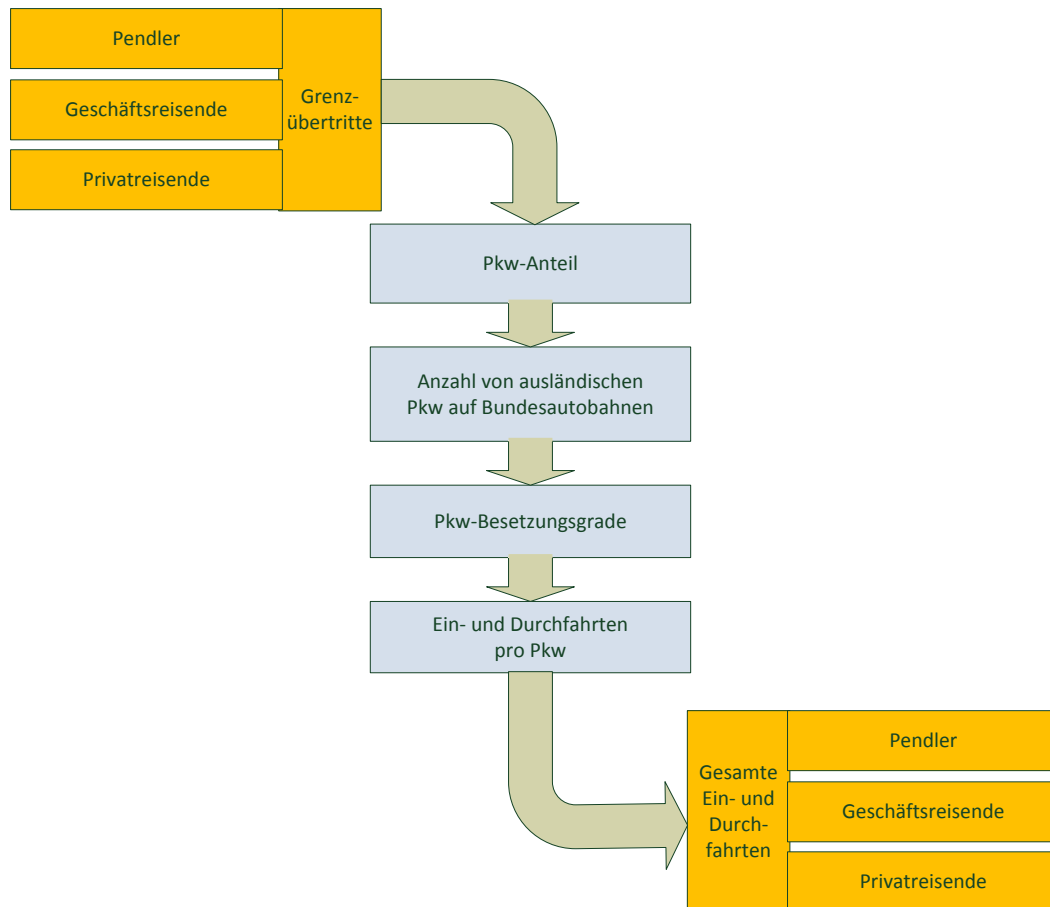 Pendler
Geschäftsreisende
Privatreisende
Grenz-
übertritte
Pkw-Anteil
Anzahl von ausländischen
Pkw auf Bundesautobahnen
Pkw-Besetzungsgrade
Ein- und Durchfahrten
pro Pkw
Gesamte
Ein- und
Durch-
fahrten
Pendler
Geschäftsreisende
Privatreisende